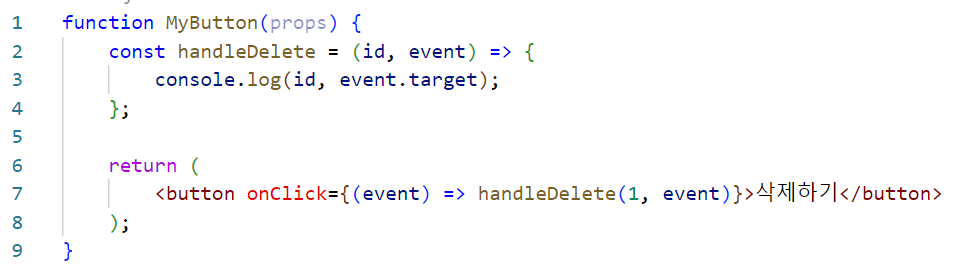 1 function MyButton(props) {
2     const handleDelete = (id, event) => {
3         console.log(id, event.target);
4     };
5
6     return (
7         <button onClick={(event) => handleDelete(1, event)}>삭제하기</button>
8     );
9 }